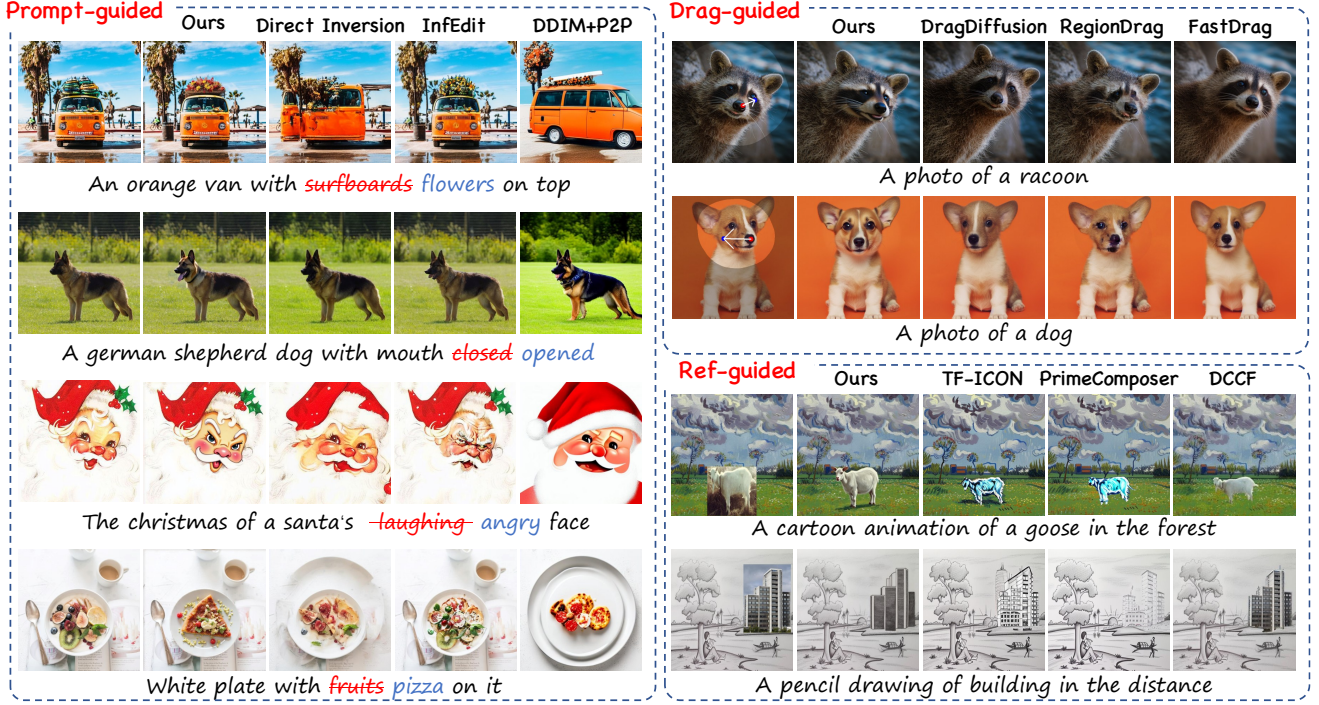 Prompt-guided
Ours Direct Inversion InfEdit DDIM+P2P
An orange van with surfboards flowers on top
A german shepherd dog with mouth closed opened
The christmas of a santa's laughing angry face
White plate with fruits pizza on it
Drag-guided
Ours DragDiffusion RegionDrag FastDrag
A photo of a racoon
A photo of a dog
Ref-guided
Ours TF-ICON PrimeComposer DCCF
A cartoon animation of a goose in the forest
A pencil drawing of building in the distance